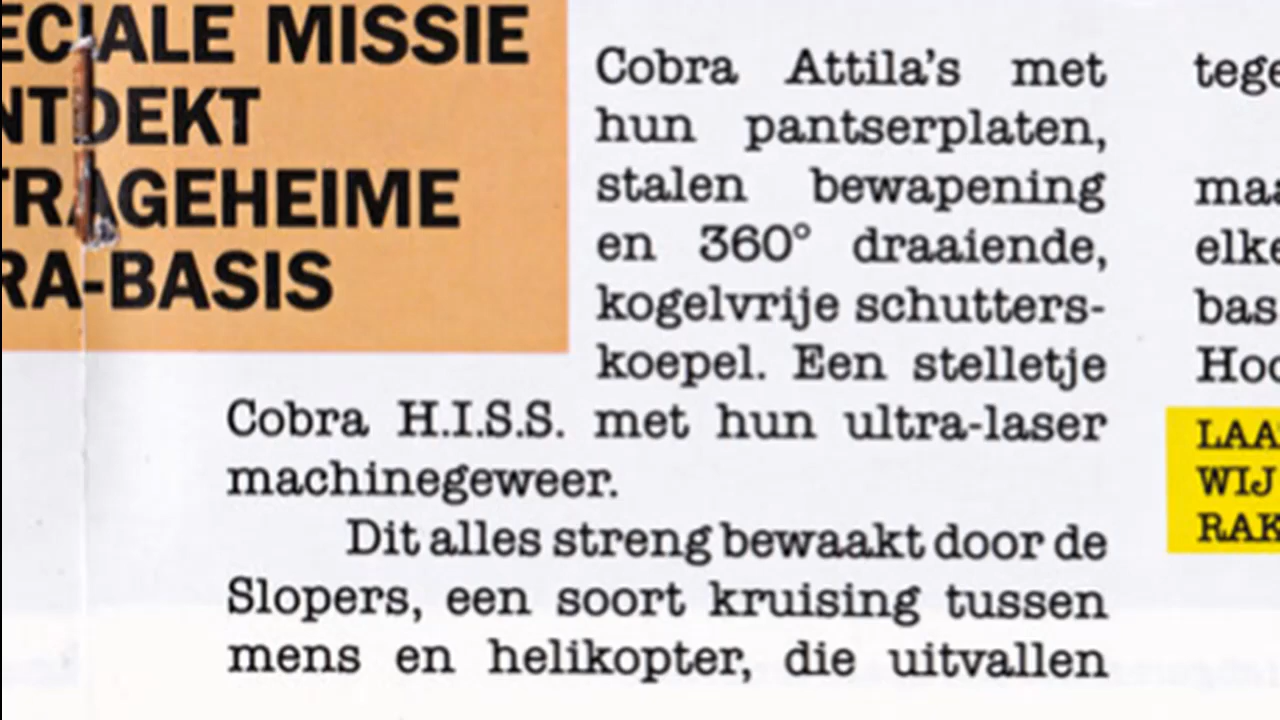 ECIALE MISSIE
NTDEKT
TRAGEHEIME
RA-BASIS
Cobra Attila's met
hun pantserplaten,
stalen bewapening
en 360° draaiende,
kogelvrije schutters-
koepel. Een stelletje
Cobra H.I.S.S. met hun ultra-laser
machinegeweer.
Dit alles streng bewaakt door de
Slopers, een soort kruising tussen
mens en helikopter, die uitvallen
tege
maa
elke
bas
Hoo
LAA
WIJ
RAK